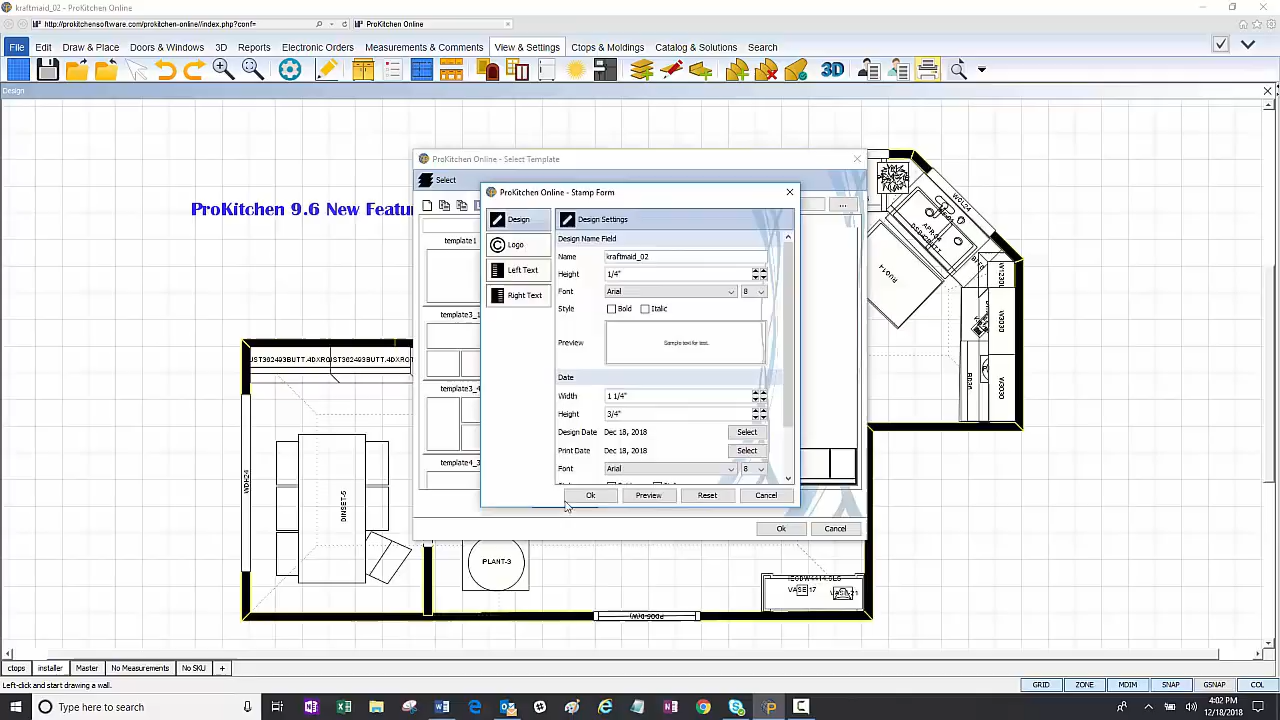 kraftmaid_02
http://prokitchensoftware.com/prokitchen-online//index.php?conf=
ProKitchen Online
File Edit Draw & Place Doors & Windows 3D Reports Electronic Orders Measurements & Comments View & Settings Ctops & Moldings Catalog & Solutions Search
3D
Design
ProKitchen 9.6 New Featu
ProKitchen Online - Select Template
Select
...
template1
template3_1
template3_4
template4_3
Ok Cancel
ProKitchen Online - Stamp Form
Design
Logo
Left Text
Right Text
Design Settings
Design Name Field
Name kraftmaid_02
Height 1/4"
Font Arial 8
Style Bold Italic
Preview Sample text for test.
Date
Width 1 1/4"
Height 3/4"
Design Date Dec 18, 2018 Select
Print Date Dec 18, 2018 Select
Font Arial 8
Ok Preview Reset Cancel
WDH24
PLANT-3
VASE 17
W3930
ctops installer Master No Measurements No SKU +
Left-click and start drawing a wall.
GRID ZONE MDIM SNAP GSNAP COL
Type here to search
4:02 PM
12/18/2018